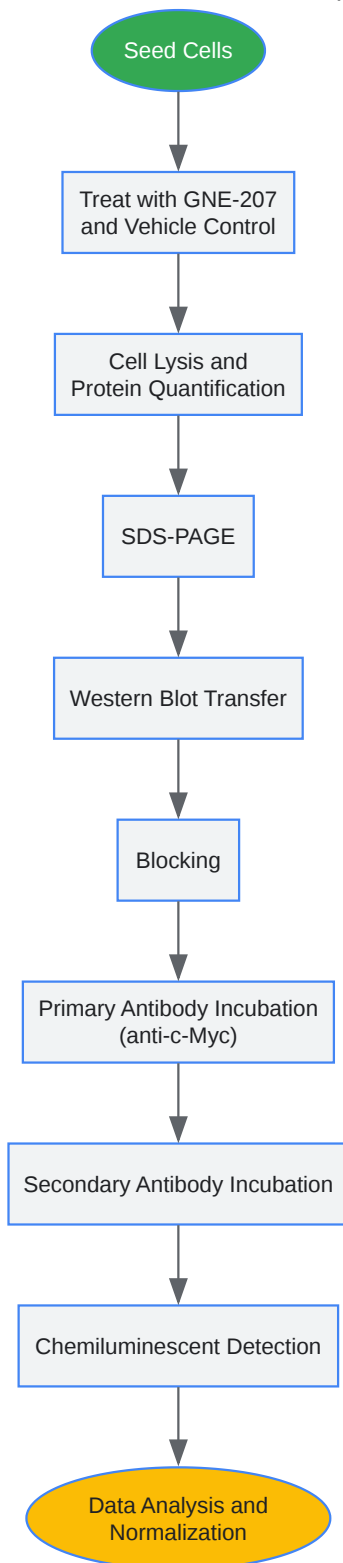 Seed Cells
Treat with GNE-207
and Vehicle Control
Cell Lysis and
Protein Quantification
SDS-PAGE
Western Blot Transfer
Blocking
Primary Antibody Incubation
(anti-c-Myc)
Secondary Antibody Incubation
Chemiluminescent Detection
Data Analysis and
Normalization